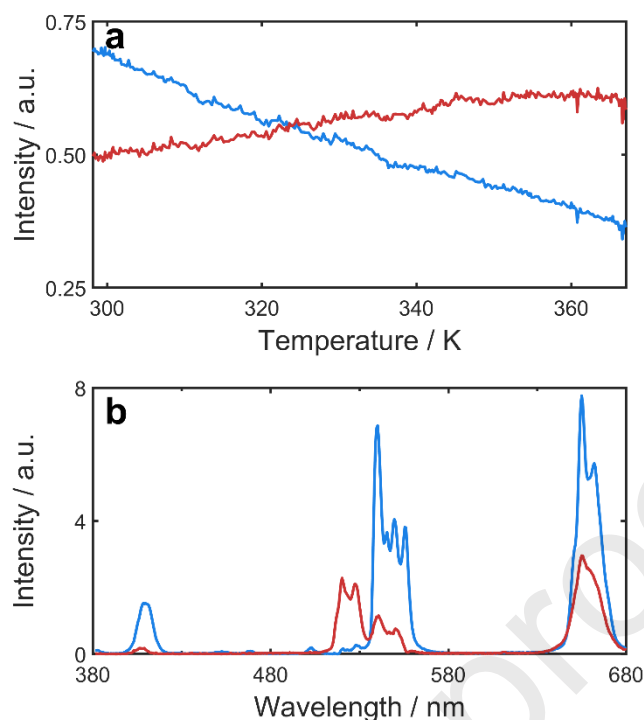 a
Intensity / a.u.
0.75
0.50
0.25
300 320 340 360
Temperature / K
b
Intensity / a.u.
8
4
0
380 480 580 680
Wavelength / nm